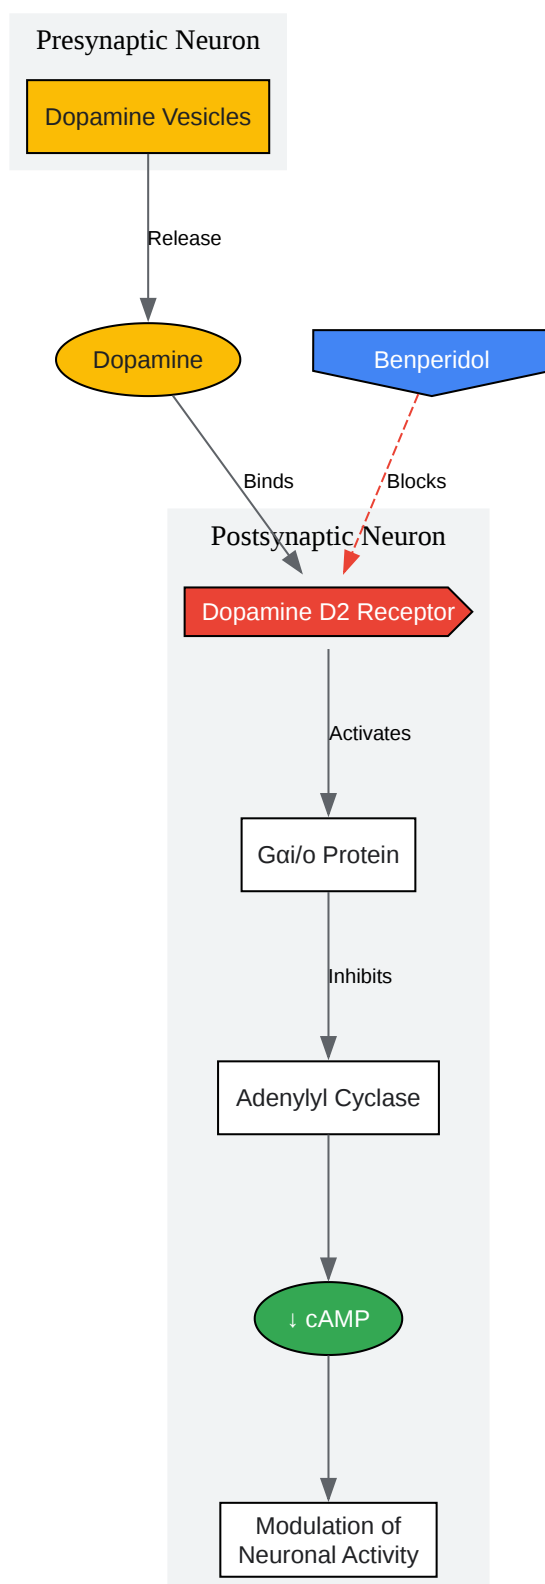 Presynaptic Neuron
Dopamine Vesicles
Release
Dopamine
Benperidol
Binds
Blocks
Postsynaptic Neuron
Dopamine D2 Receptor
Activates
Gαi/o Protein
Inhibits
Adenylyl Cyclase
↓ cAMP
Modulation of
Neuronal Activity